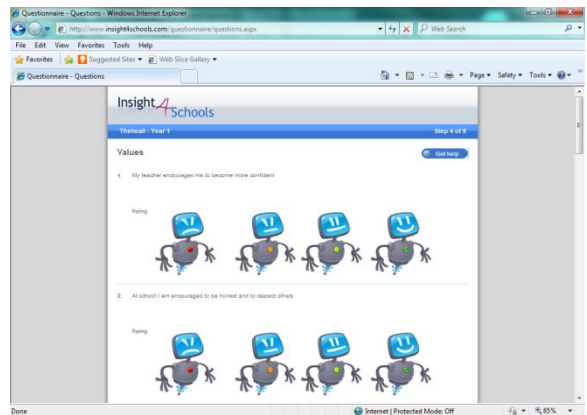 Questionnaire - Questions - Windows Internet Explorer
http://www.insight4schools.com/questionnaire/questions.aspx
Web Search
File Edit View Favorites Tools Help
Favorites Suggested Sites Web Slice Gallery
Questionnaire - Questions
Page Safety Tools
Insight 4 Schools
Thelwall - Year 1 Step 4 of 9
Values Get help
1. My teacher encourages me to become more confident
Rating:
2. At school I am encouraged to be honest and to respect others
Rating:
Done Internet | Protected Mode: Off 85%